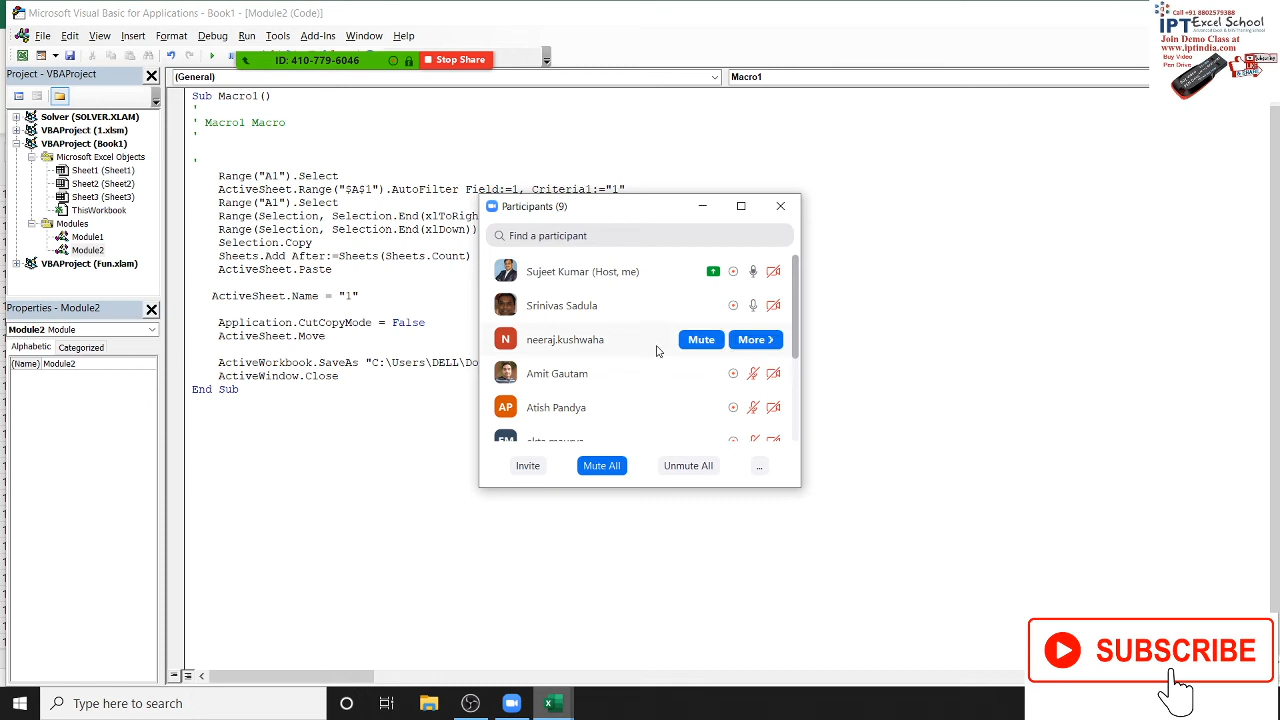 Microsoft Visual Basic for Applications - Book1 - [Module2 (Code)]
File Edit View Insert Format Debug Run Tools Add-Ins Window Help
ID: 410-779-6046
Stop Share
Project - VBAProject
Solver (SOLVER.XLAM)
VBAProject (1.xlsm)
VBAProject (Book1)
Microsoft Excel Objects
Sheet1 (Sheet1)
Sheet2 (Sheet2)
Sheet3 (Sheet3)
ThisWorkbook
Modules
Module1
Module2
VBAProject (Fun.xlsm)
Properties - Module2
Module2 Module
Alphabetic Categorized
(Name) Module2
(General) Macro1
Sub Macro1()
'
' Macro1 Macro
'
'
Range("A1").Select
ActiveSheet.Range("$A$1").AutoFilter Field:=1, Criteria1:="1"
Range("A1").Select
Range(Selection, Selection.End(xlToRigh
Range(Selection, Selection.End(xlDown))
Selection.Copy
Sheets.Add After:=Sheets(Sheets.Count)
ActiveSheet.Paste
ActiveSheet.Name = "1"
Application.CutCopyMode = False
ActiveSheet.Move
ActiveWorkbook.SaveAs "C:\Users\DELL\Do
ActiveWindow.Close
End Sub
Participants (9)
Find a participant
Sujeet Kumar (Host, me)
Srinivas Sadula
N neeraj.kushwaha Mute More
Amit Gautam
AP Atish Pandya
Invite Mute All Unmute All ...
Call +91 8802579388
IPT Excel School
Join Demo Class at
www.iptindia.com
Buy Video
Pen Drive
SUBSCRIBE
Type here to search